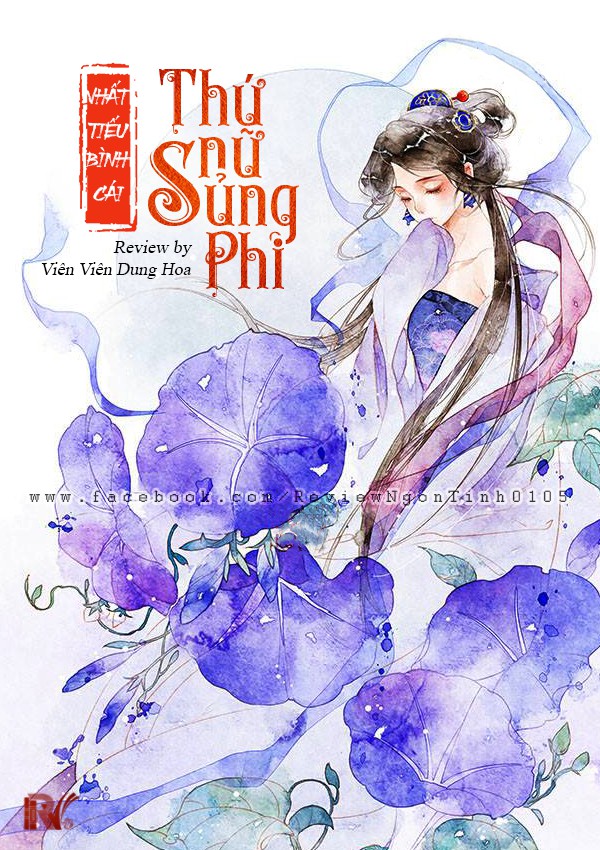 NHẤT
TIẾU
BÌNH
CÁI
Thứ
nữ
Sủng
Phi
Review by
Viên Viên Dung Hoa
www.facebook.com/ReviewNgonTinh0105
R